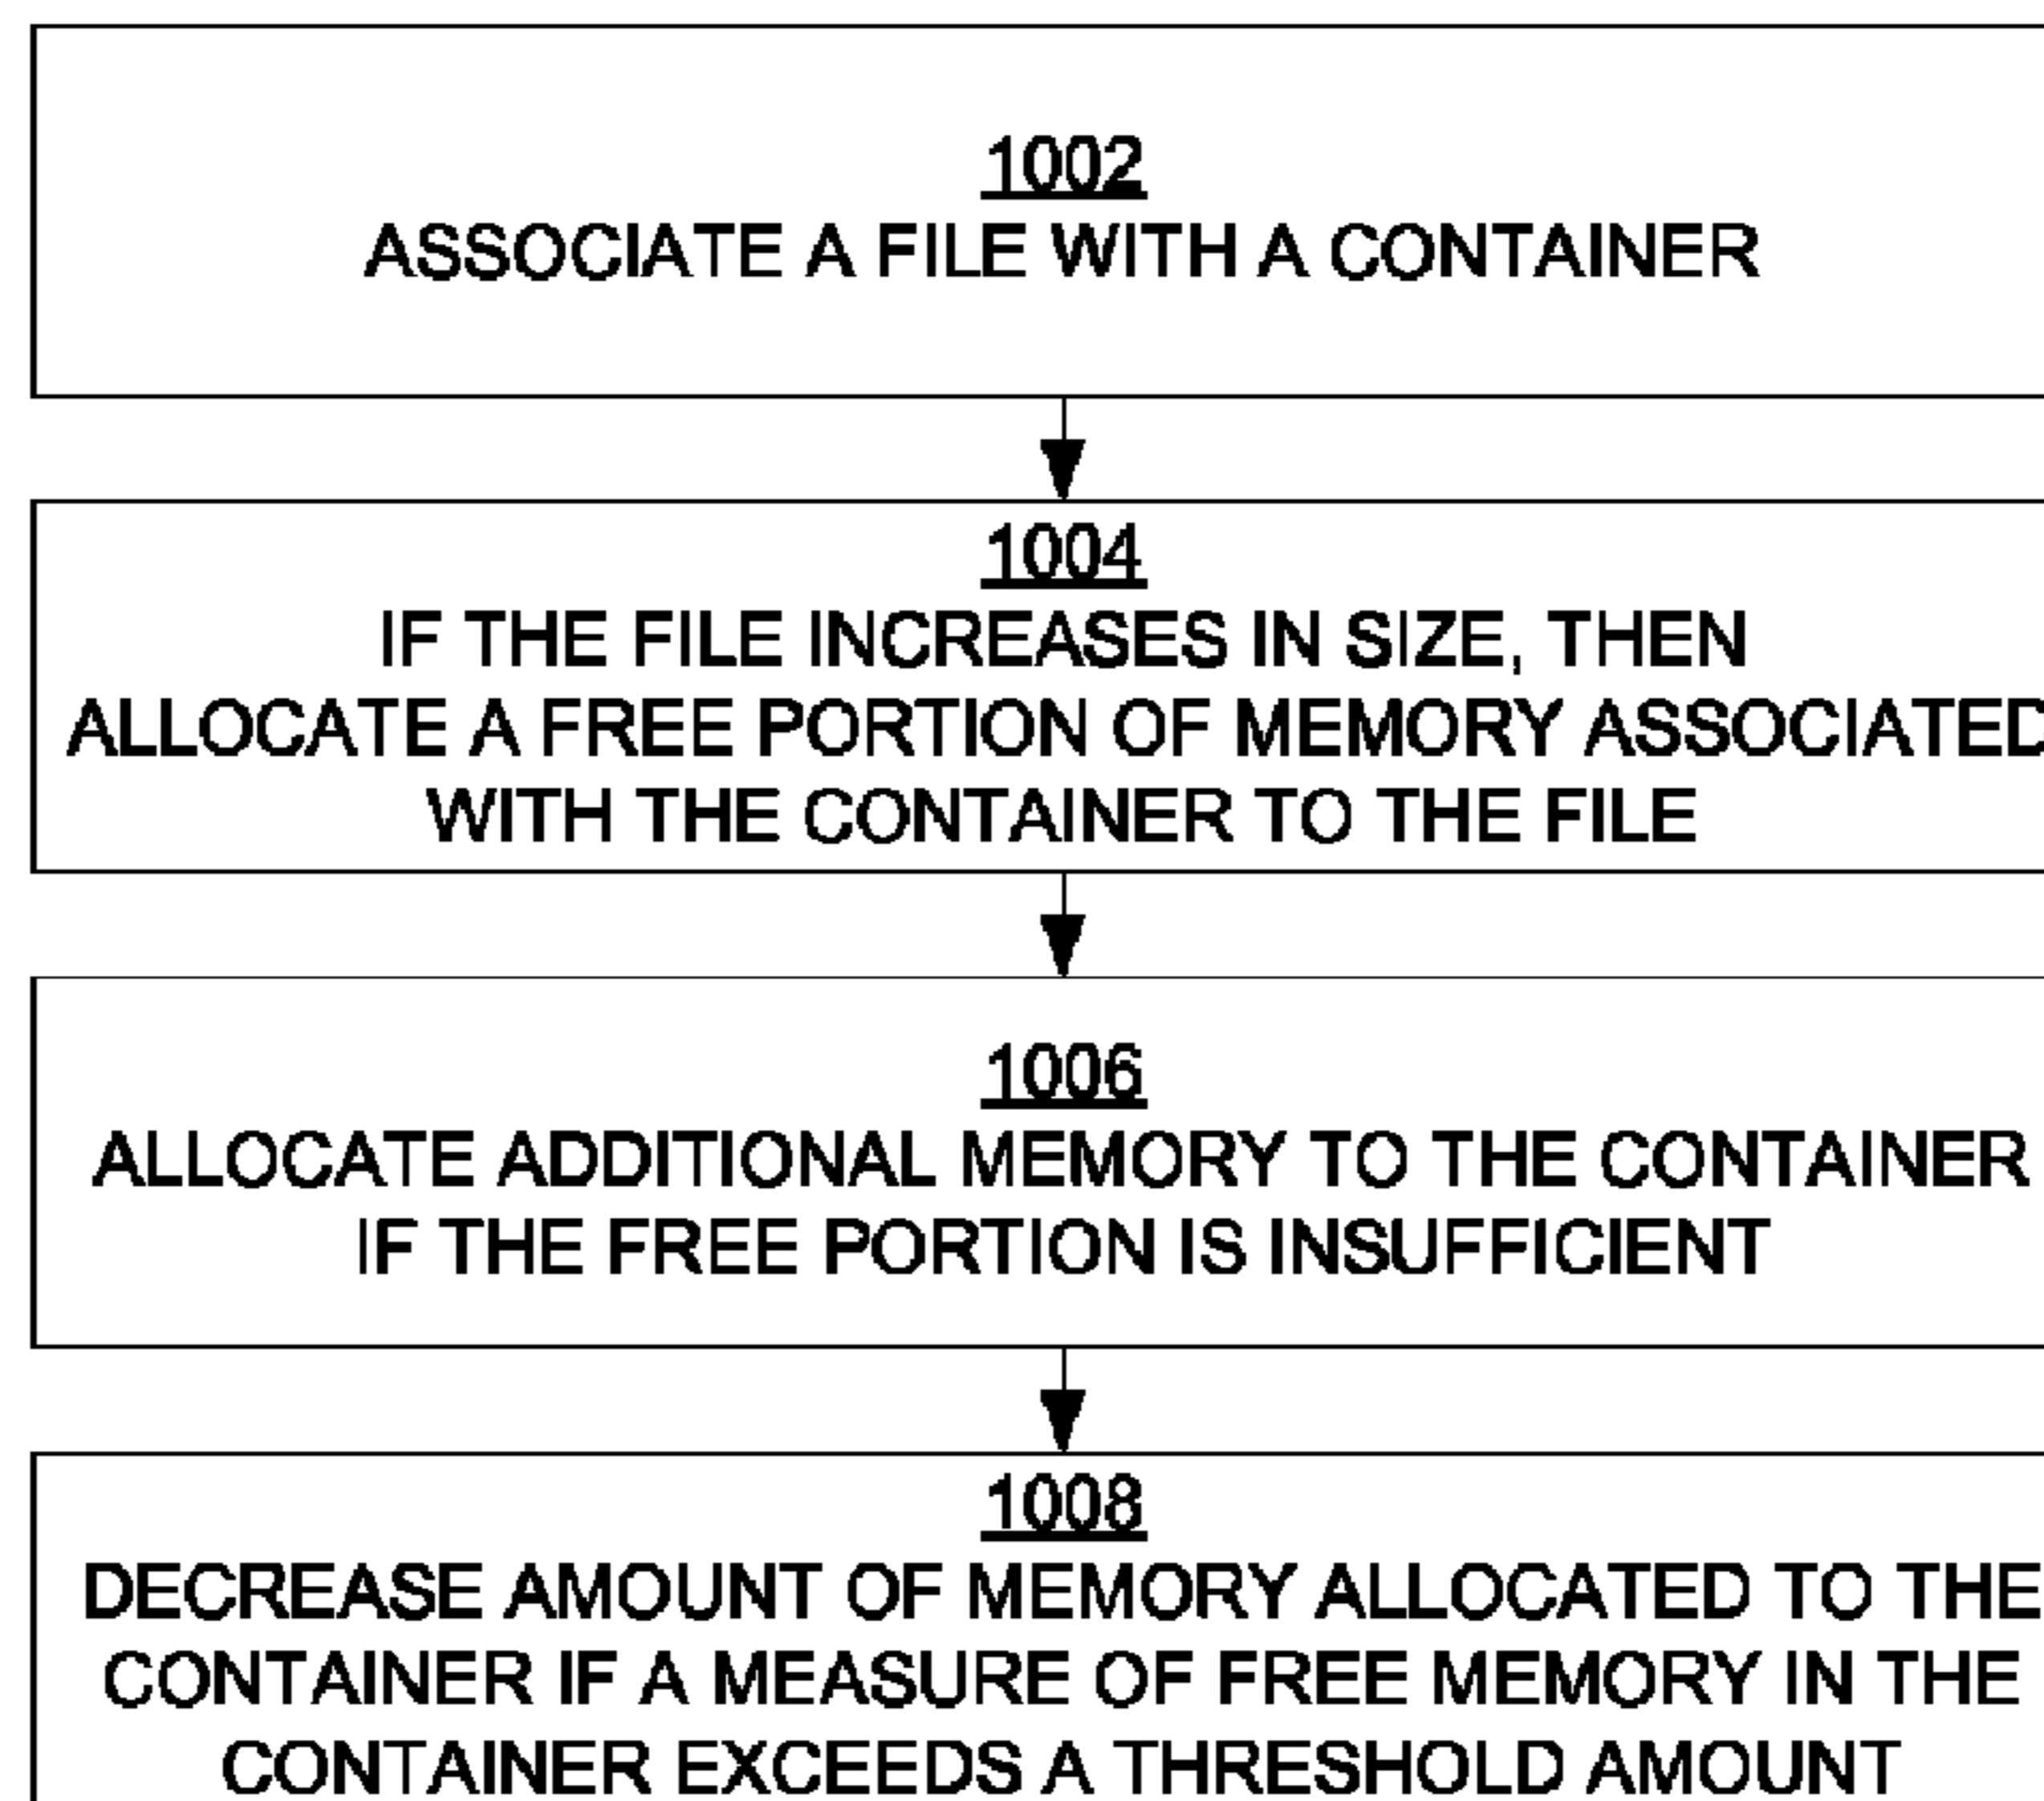 1002
ASSOCIATE A FILE WITH A CONTAINER
1004
IF THE FILE INCREASES IN SIZE, THEN
ALLOCATE A FREE PORTION OF MEMORY ASSOCIATED
WITH THE CONTAINER TO THE FILE
1006
ALLOCATE ADDITIONAL MEMORY TO THE CONTAINER
IF THE FREE PORTION IS INSUFFICIENT
1008
DECREASE AMOUNT OF MEMORY ALLOCATED TO THE
CONTAINER IF A MEASURE OF FREE MEMORY IN THE
CONTAINER EXCEEDS A THRESHOLD AMOUNT